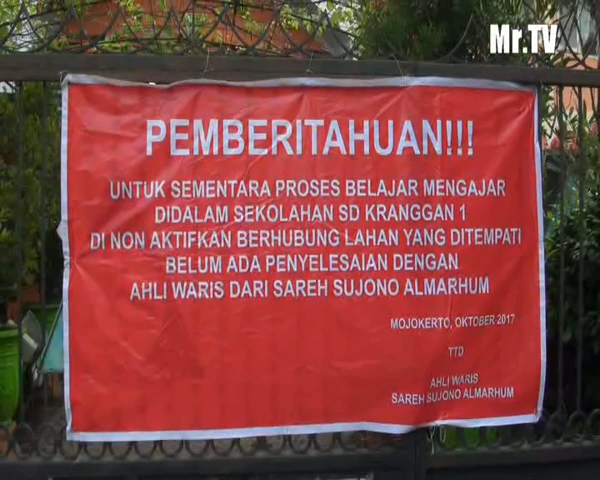 Mr.TV
PEMBERITAHUAN!!!
UNTUK SEMENTARA PROSES BELAJAR MENGAJAR
DIDALAM SEKOLAHAN SD KRANGGAN 1
DI NON AKTIFKAN BERHUBUNG LAHAN YANG DITEMPATI
BELUM ADA PENYELESAIAN DENGAN
AHLI WARIS DARI SAREH SUJONO ALMARHUM
MOJOKERTO, OKTOBER 2017
TTD
AHLI WARIS
SAREH SUJONO ALMARHUM